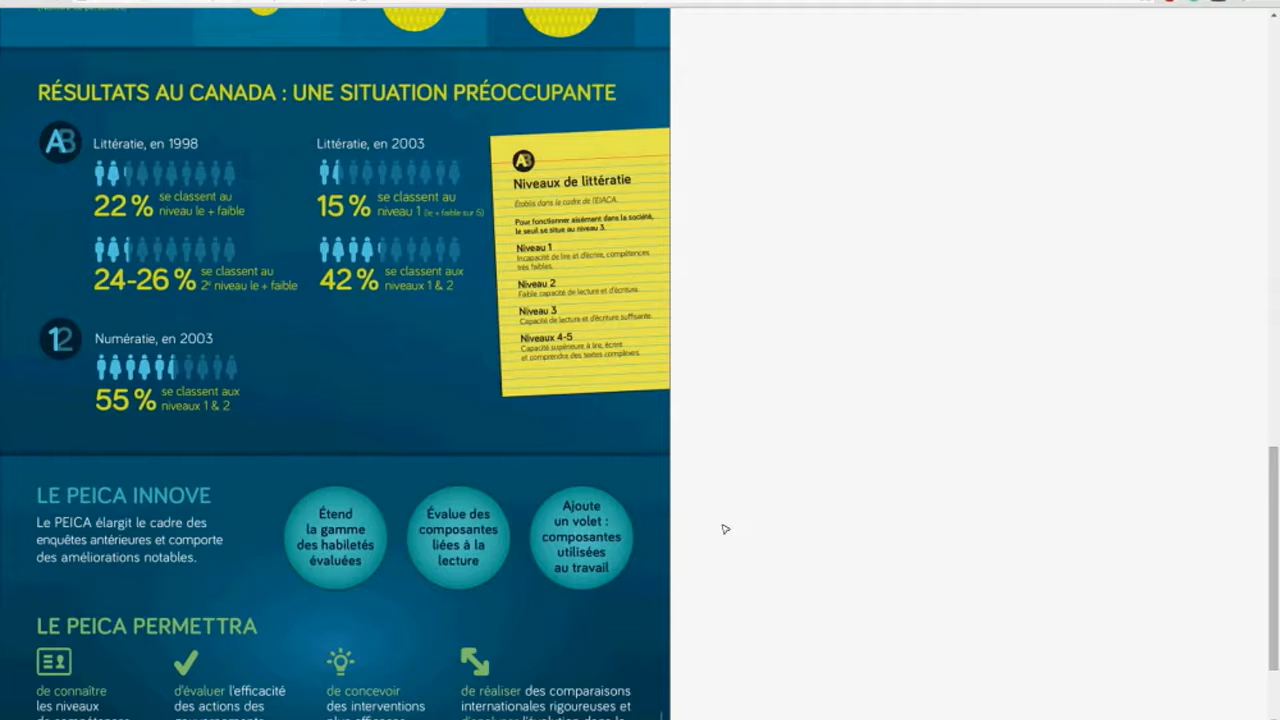 RÉSULTATS AU CANADA : UNE SITUATION PRÉOCCUPANTE
AB
Littératie, en 1998
22 % se classent au
niveau le + faible
24-26 % se classent au
2e niveau le + faible
Littératie, en 2003
15 % se classent au
niveau 1 (le + faible sur 5)
42 % se classent aux
niveaux 1 & 2
12
Numératie, en 2003
55 % se classent aux
niveaux 1 & 2
AB
Niveaux de littératie
Établis dans le cadre de l'EIACA.
Pour fonctionner aisément dans la société,
le seuil se situe au niveau 3.
Niveau 1
Incapacité de lire et d'écrire, compétences
très faibles.
Niveau 2
Faible capacité de lecture et d'écriture.
Niveau 3
Capacité de lecture et d'écriture suffisante.
Niveaux 4-5
Capacité supérieure à lire, écrire
et comprendre des textes complexes.
LE PEICA INNOVE
Le PEICA élargit le cadre des
enquêtes antérieures et comporte
des améliorations notables.
Étend
la gamme
des habiletés
évaluées
Évalue des
composantes
liées à la
lecture
Ajoute
un volet :
composantes
utilisées
au travail
LE PEICA PERMETTRA
de connaître
les niveaux
d'évaluer l'efficacité
des actions des
de concevoir
des interventions
de réaliser des comparaisons
internationales rigoureuses et